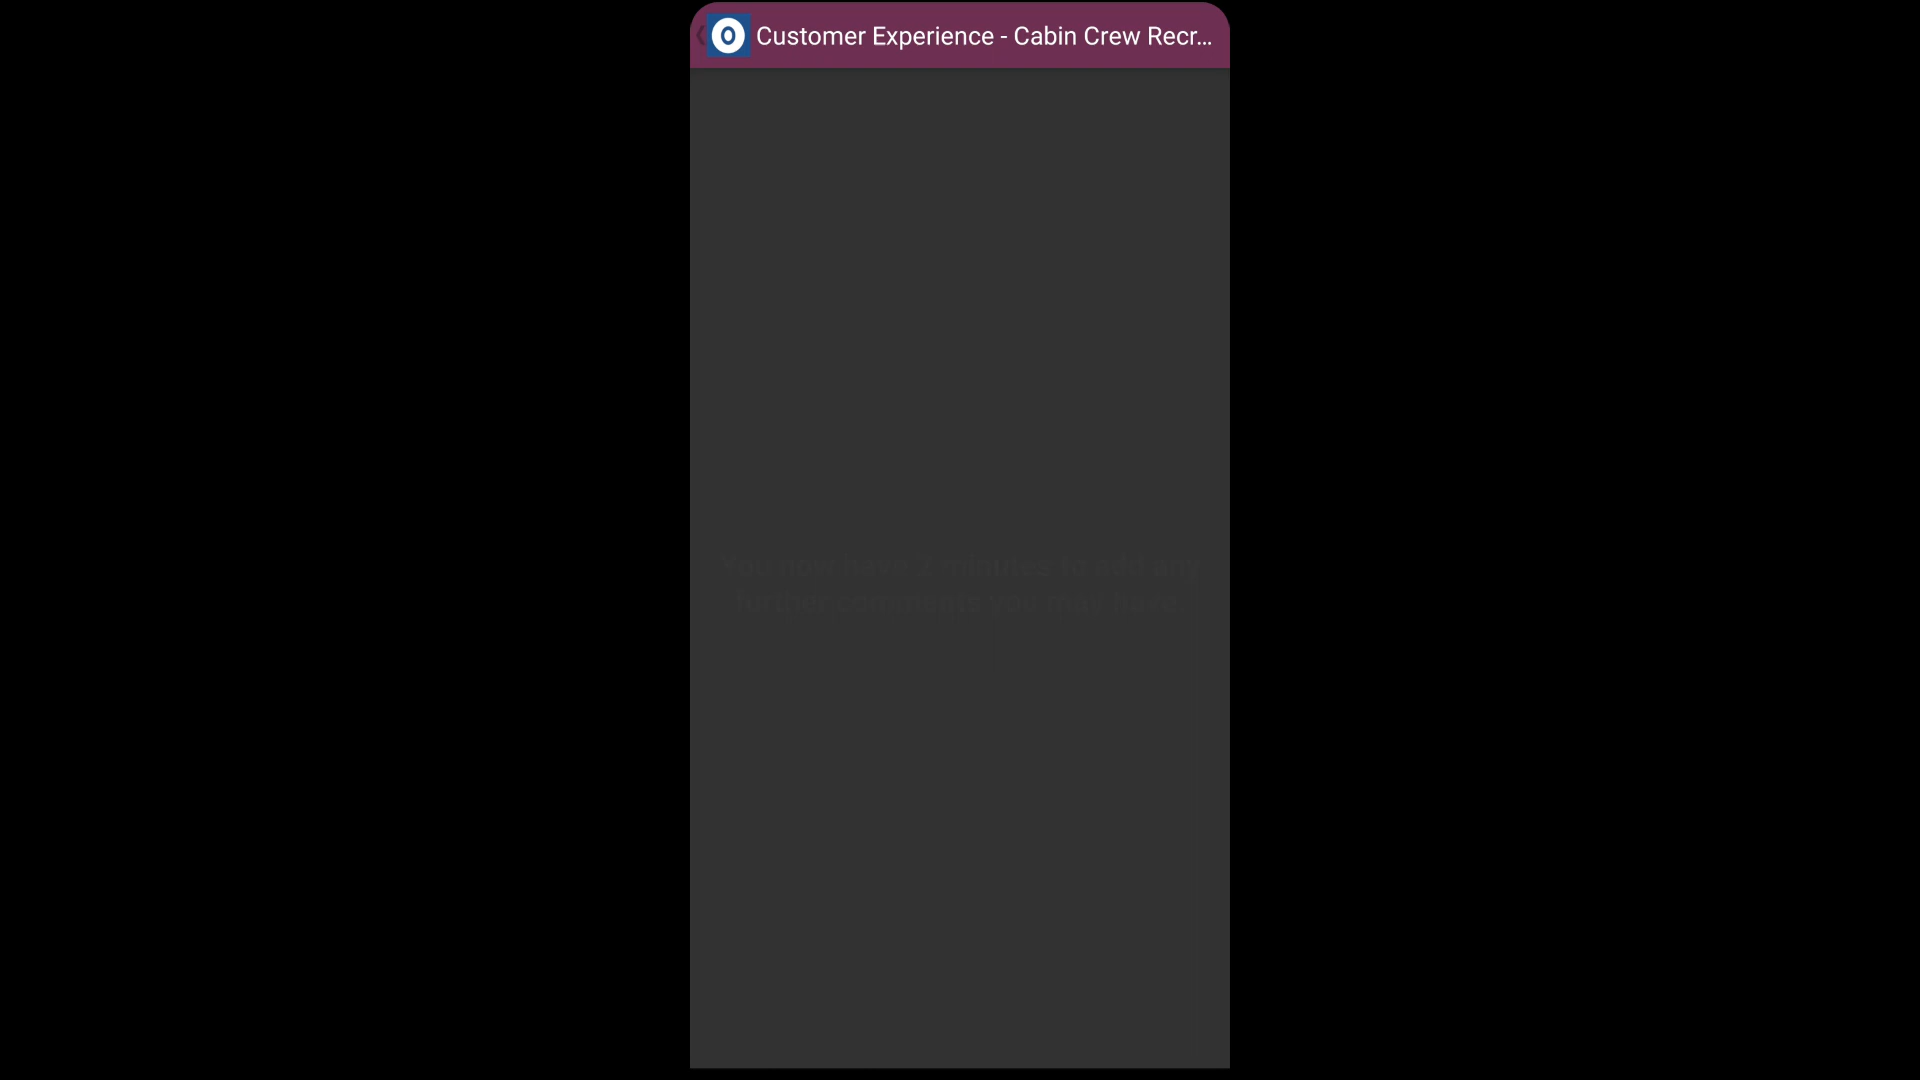 Customer Experience - Cabin Crew Recr...
You now have 2 minutes to add any
further comments you may have.